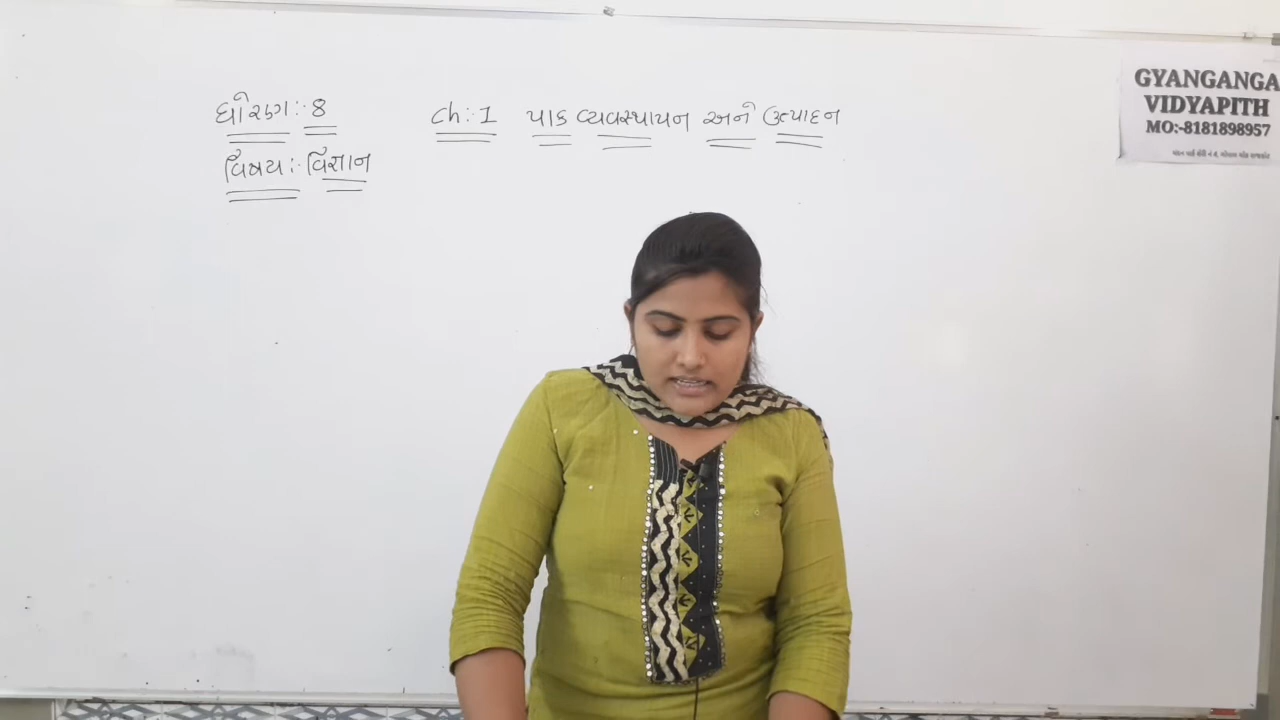 ધોરણ:- 8
ch:- 1 પાક વ્યવસ્થાપન અને ઉત્પાદન
વિષય:- વિજ્ઞાન
GYANGANGA
VIDYAPITH
MO:-8181898957